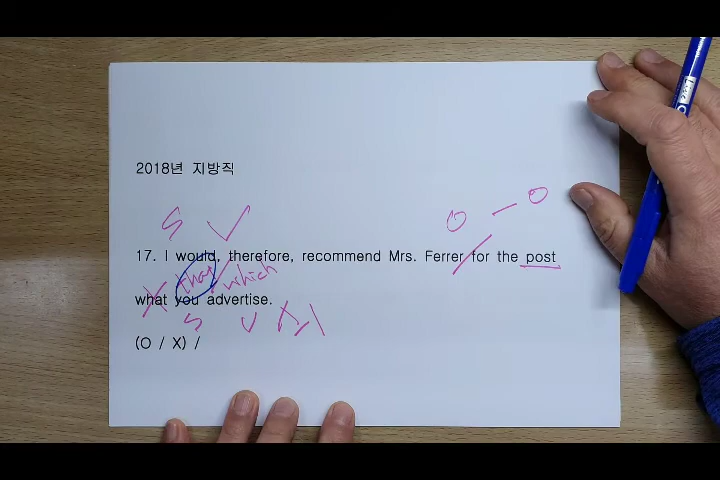 2018년 지방직
S V O - O
17. I would, therefore, recommend Mrs. Ferrer for the post
that / which
what you advertise.
S V
(O / X) /